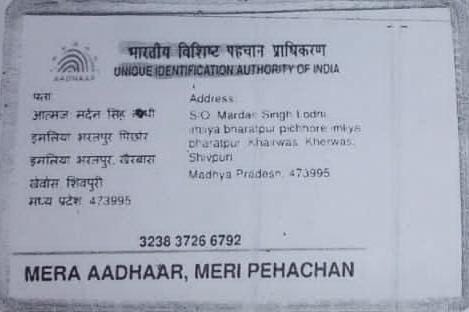 भारतीय विशिष्ट पहचान प्राधिकरण
UNIQUE IDENTIFICATION AUTHORITY OF INDIA
AADHAAR
पता
आत्मज मर्दन सिंह
इमलिया भरतपुर पिछोर
इमलिया भरतपुर, खैरबास
खेर्वास शिवपुरी
मध्य प्रदेश 473995
Address
S/O Mardan Singh Lodhi
imliya bharatpur pichhore imliya
bharatpur Khairwas Kherwas,
Shivpuri
Madhya Pradesh, 473995
3238 3726 6792
MERA AADHAAR, MERI PEHACHAN